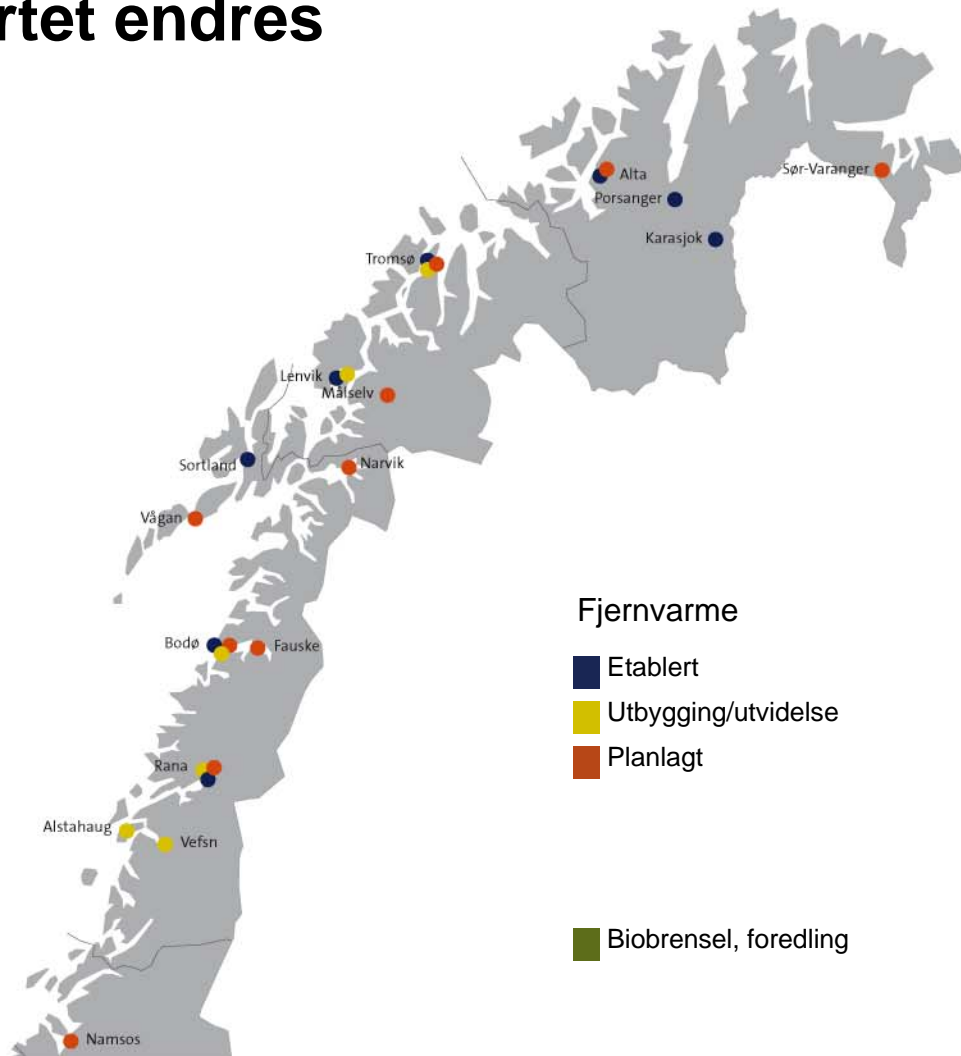 rtet endres
Sør-Varanger
Alta
Porsanger
Karasjok
Tromsø
Lenvik
Målselv
Narvik
Sortland
Vågan
Fjernvarme
Bodø
Fauske
Etablert
Utbygging/utvidelse
Planlagt
Rana
Alstahaug
Vefsn
Biobrensel, foredling
Namsos